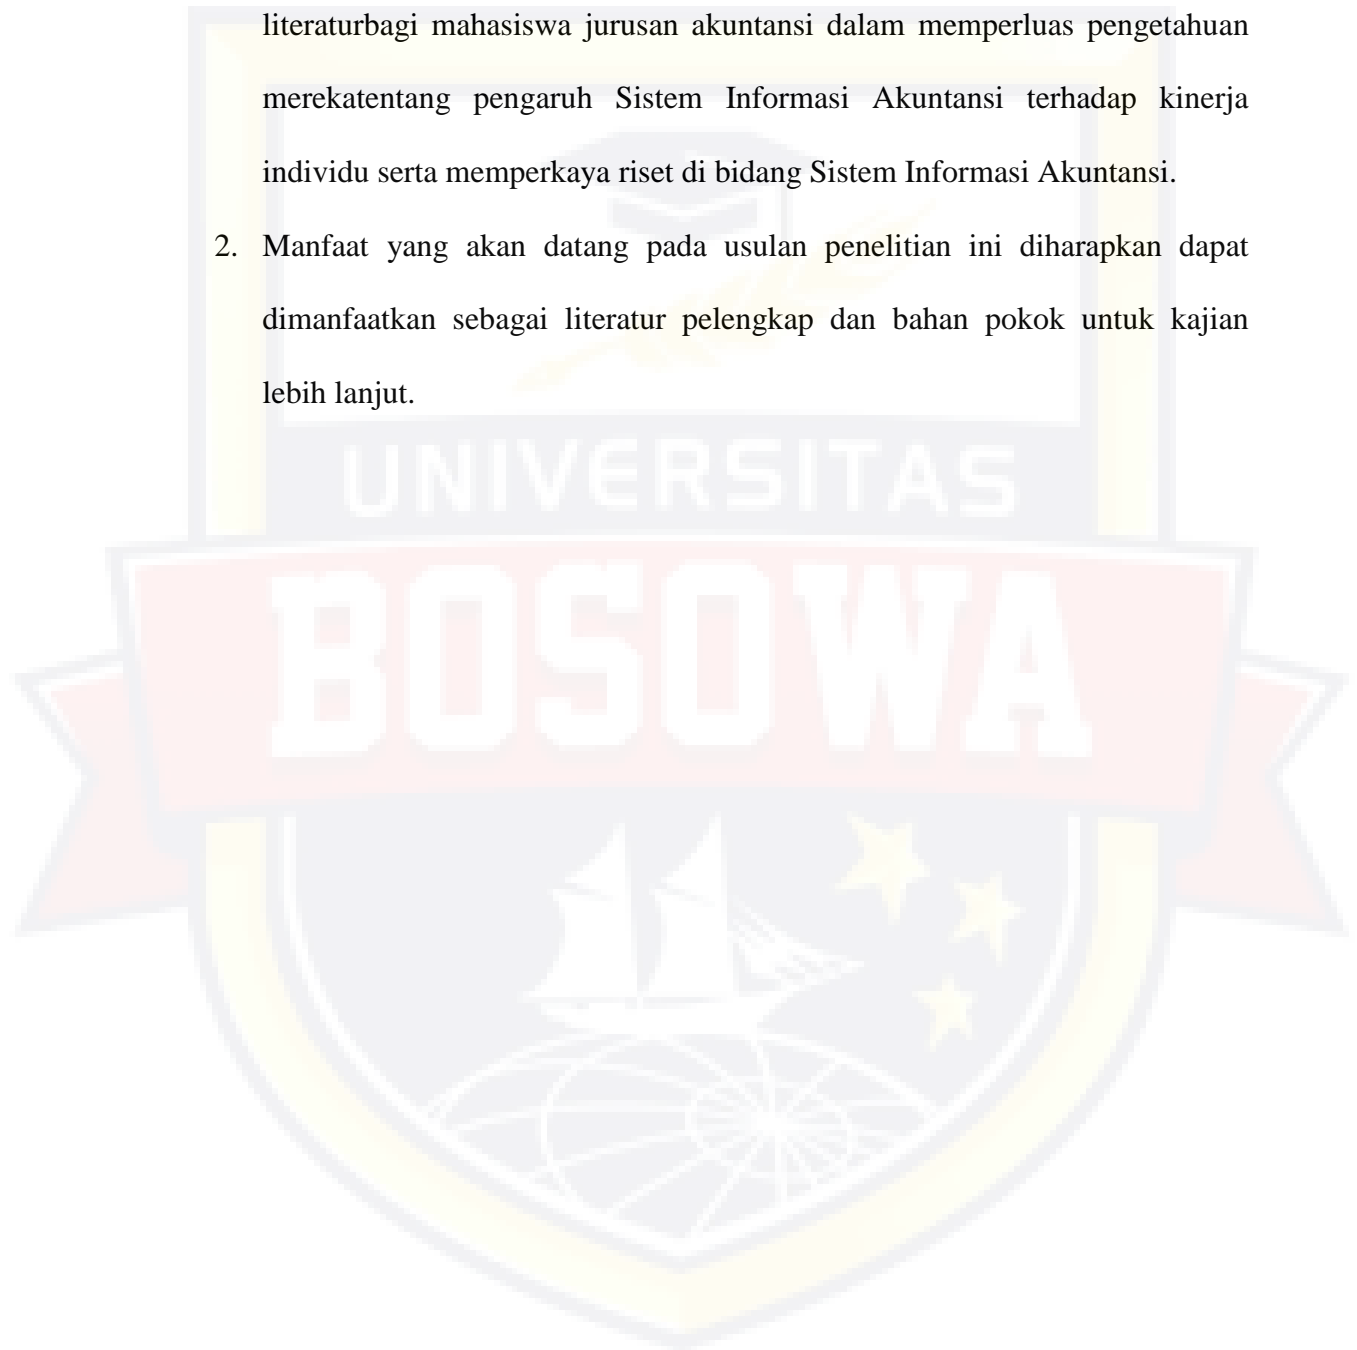 literaturbagi mahasiswa jurusan akuntansi dalam memperluas pengetahuan
merekatentang pengaruh Sistem Informasi Akuntansi terhadap kinerja
individu serta memperkaya riset di bidang Sistem Informasi Akuntansi.
2. Manfaat yang akan datang pada usulan penelitian ini diharapkan dapat
dimanfaatkan sebagai literatur pelengkap dan bahan pokok untuk kajian
lebih lanjut.
UNIVERSITAS
BOSOWA